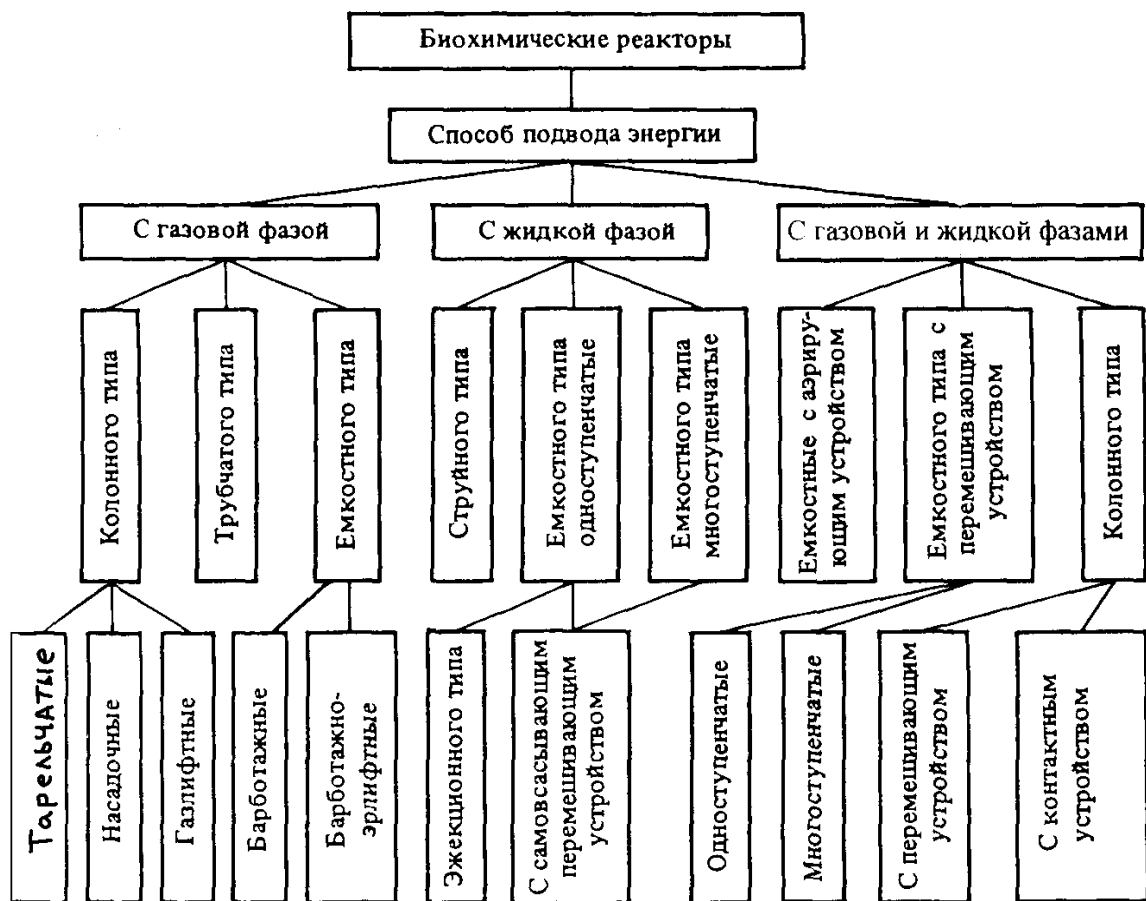 Биохимические реакторы
Способ подвода энергии
С газовой фазой
С жидкой фазой
С газовой и жидкой фазами
Колонного типа
Трубчатого типа
Емкостного типа
Струйного типа
Емкостного типа
одноступенчатые
Емкостного типа
многоступенчатые
Емкостные с аэриру-
ющим устройством
Емкостного типа с
перемешивающим
устройством
Колонного типа
Тарельчатые
Насадочные
Газлифтные
Барботажные
Барботажно-
эрлифтные
Эжекционного типа
С самовсасывающим
перемешивающим
устройством
Одноступенчатые
Многоступенчатые
С перемешивающим
устройством
С контактным
устройством